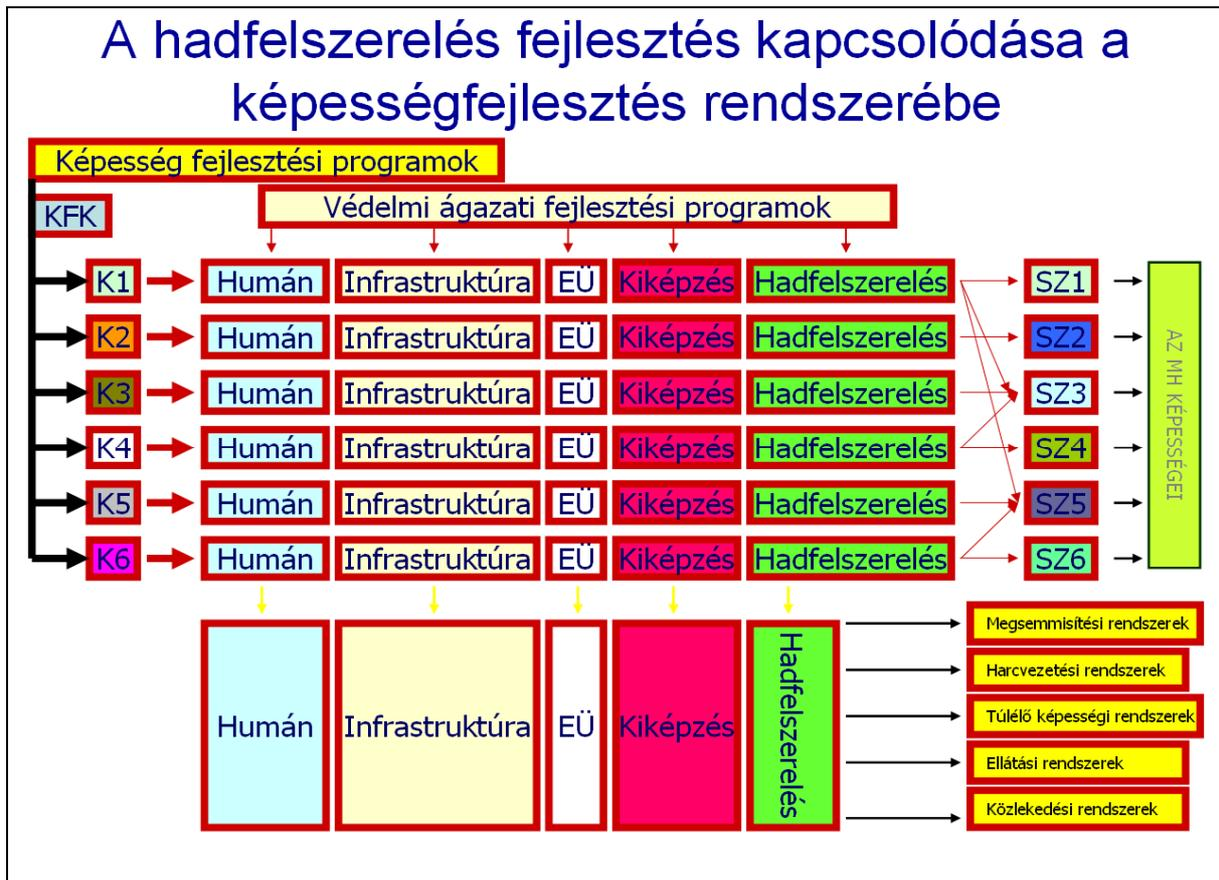 A hadfelszerelés fejlesztés kapcsolódása a
képességfejlesztés rendszerébe
Képesség fejlesztési programok
KFK
Védelmi ágazati fejlesztési programok
K1 Humán Infrastruktúra EÜ Kiképzés Hadfelszerelés SZ1
K2 Humán Infrastruktúra EÜ Kiképzés Hadfelszerelés SZ2
K3 Humán Infrastruktúra EÜ Kiképzés Hadfelszerelés SZ3
K4 Humán Infrastruktúra EÜ Kiképzés Hadfelszerelés SZ4
K5 Humán Infrastruktúra EÜ Kiképzés Hadfelszerelés SZ5
K6 Humán Infrastruktúra EÜ Kiképzés Hadfelszerelés SZ6
AZ MH KÉPESSÉGEI
Humán Infrastruktúra EÜ Kiképzés Hadfelszerelés
Megsemmisítési rendszerek
Harcvezetési rendszerek
Túlélő képességi rendszerek
Ellátási rendszerek
Közlekedési rendszerek